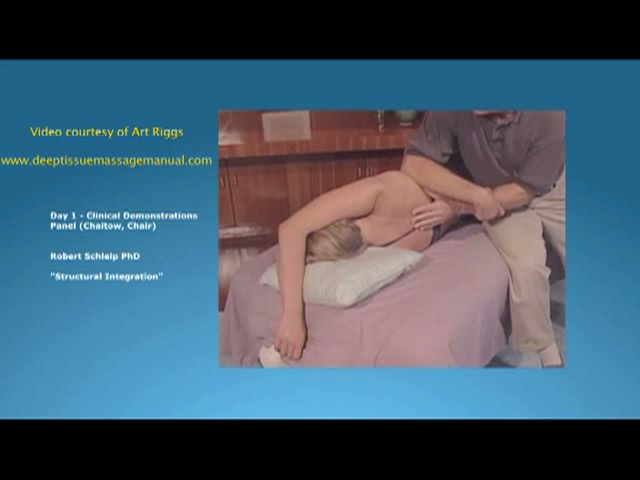 Video courtesy of Art Riggs
www.deeptissuemassagemanual.com
Day 1 - Clinical Demonstrations
Panel (Chaitow, Chair)
Robert Schleip PhD
"Structural Integration"